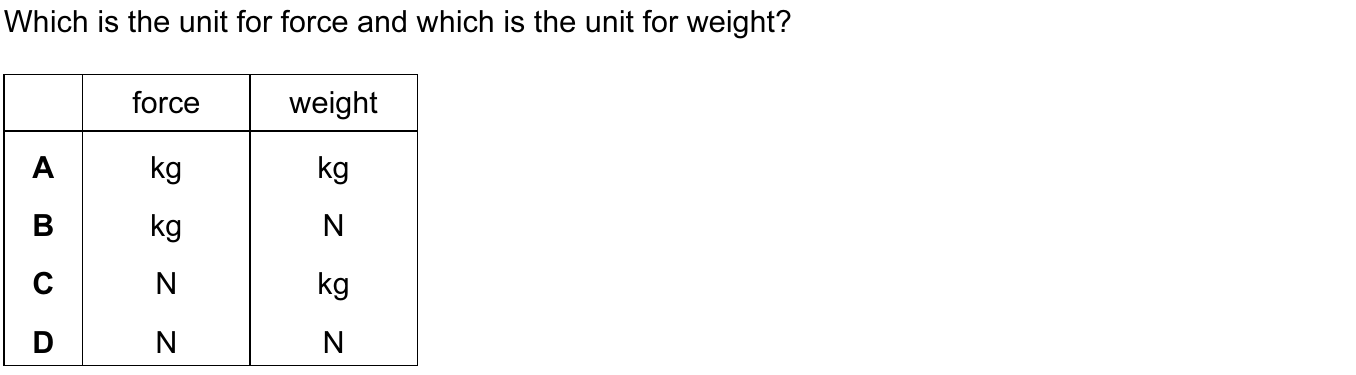 Which is the unit for force and which is the unit for weight?
force weight
A kg kg
B kg N
C N kg
D N N